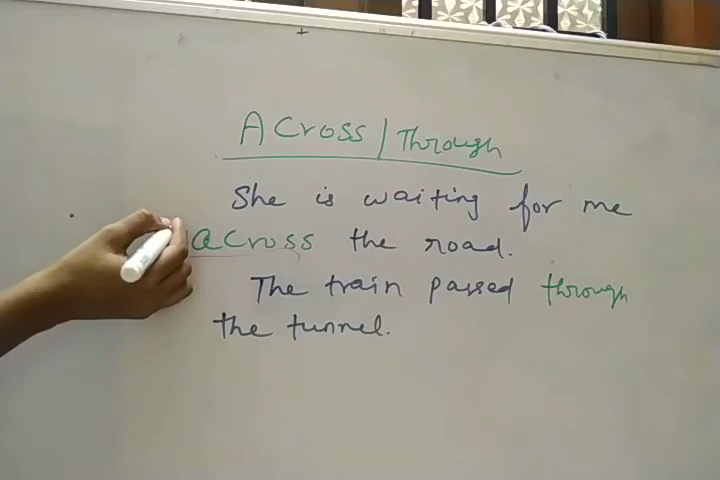 Across/Through
She is waiting for me
across the road.
The train passed through
the tunnel.